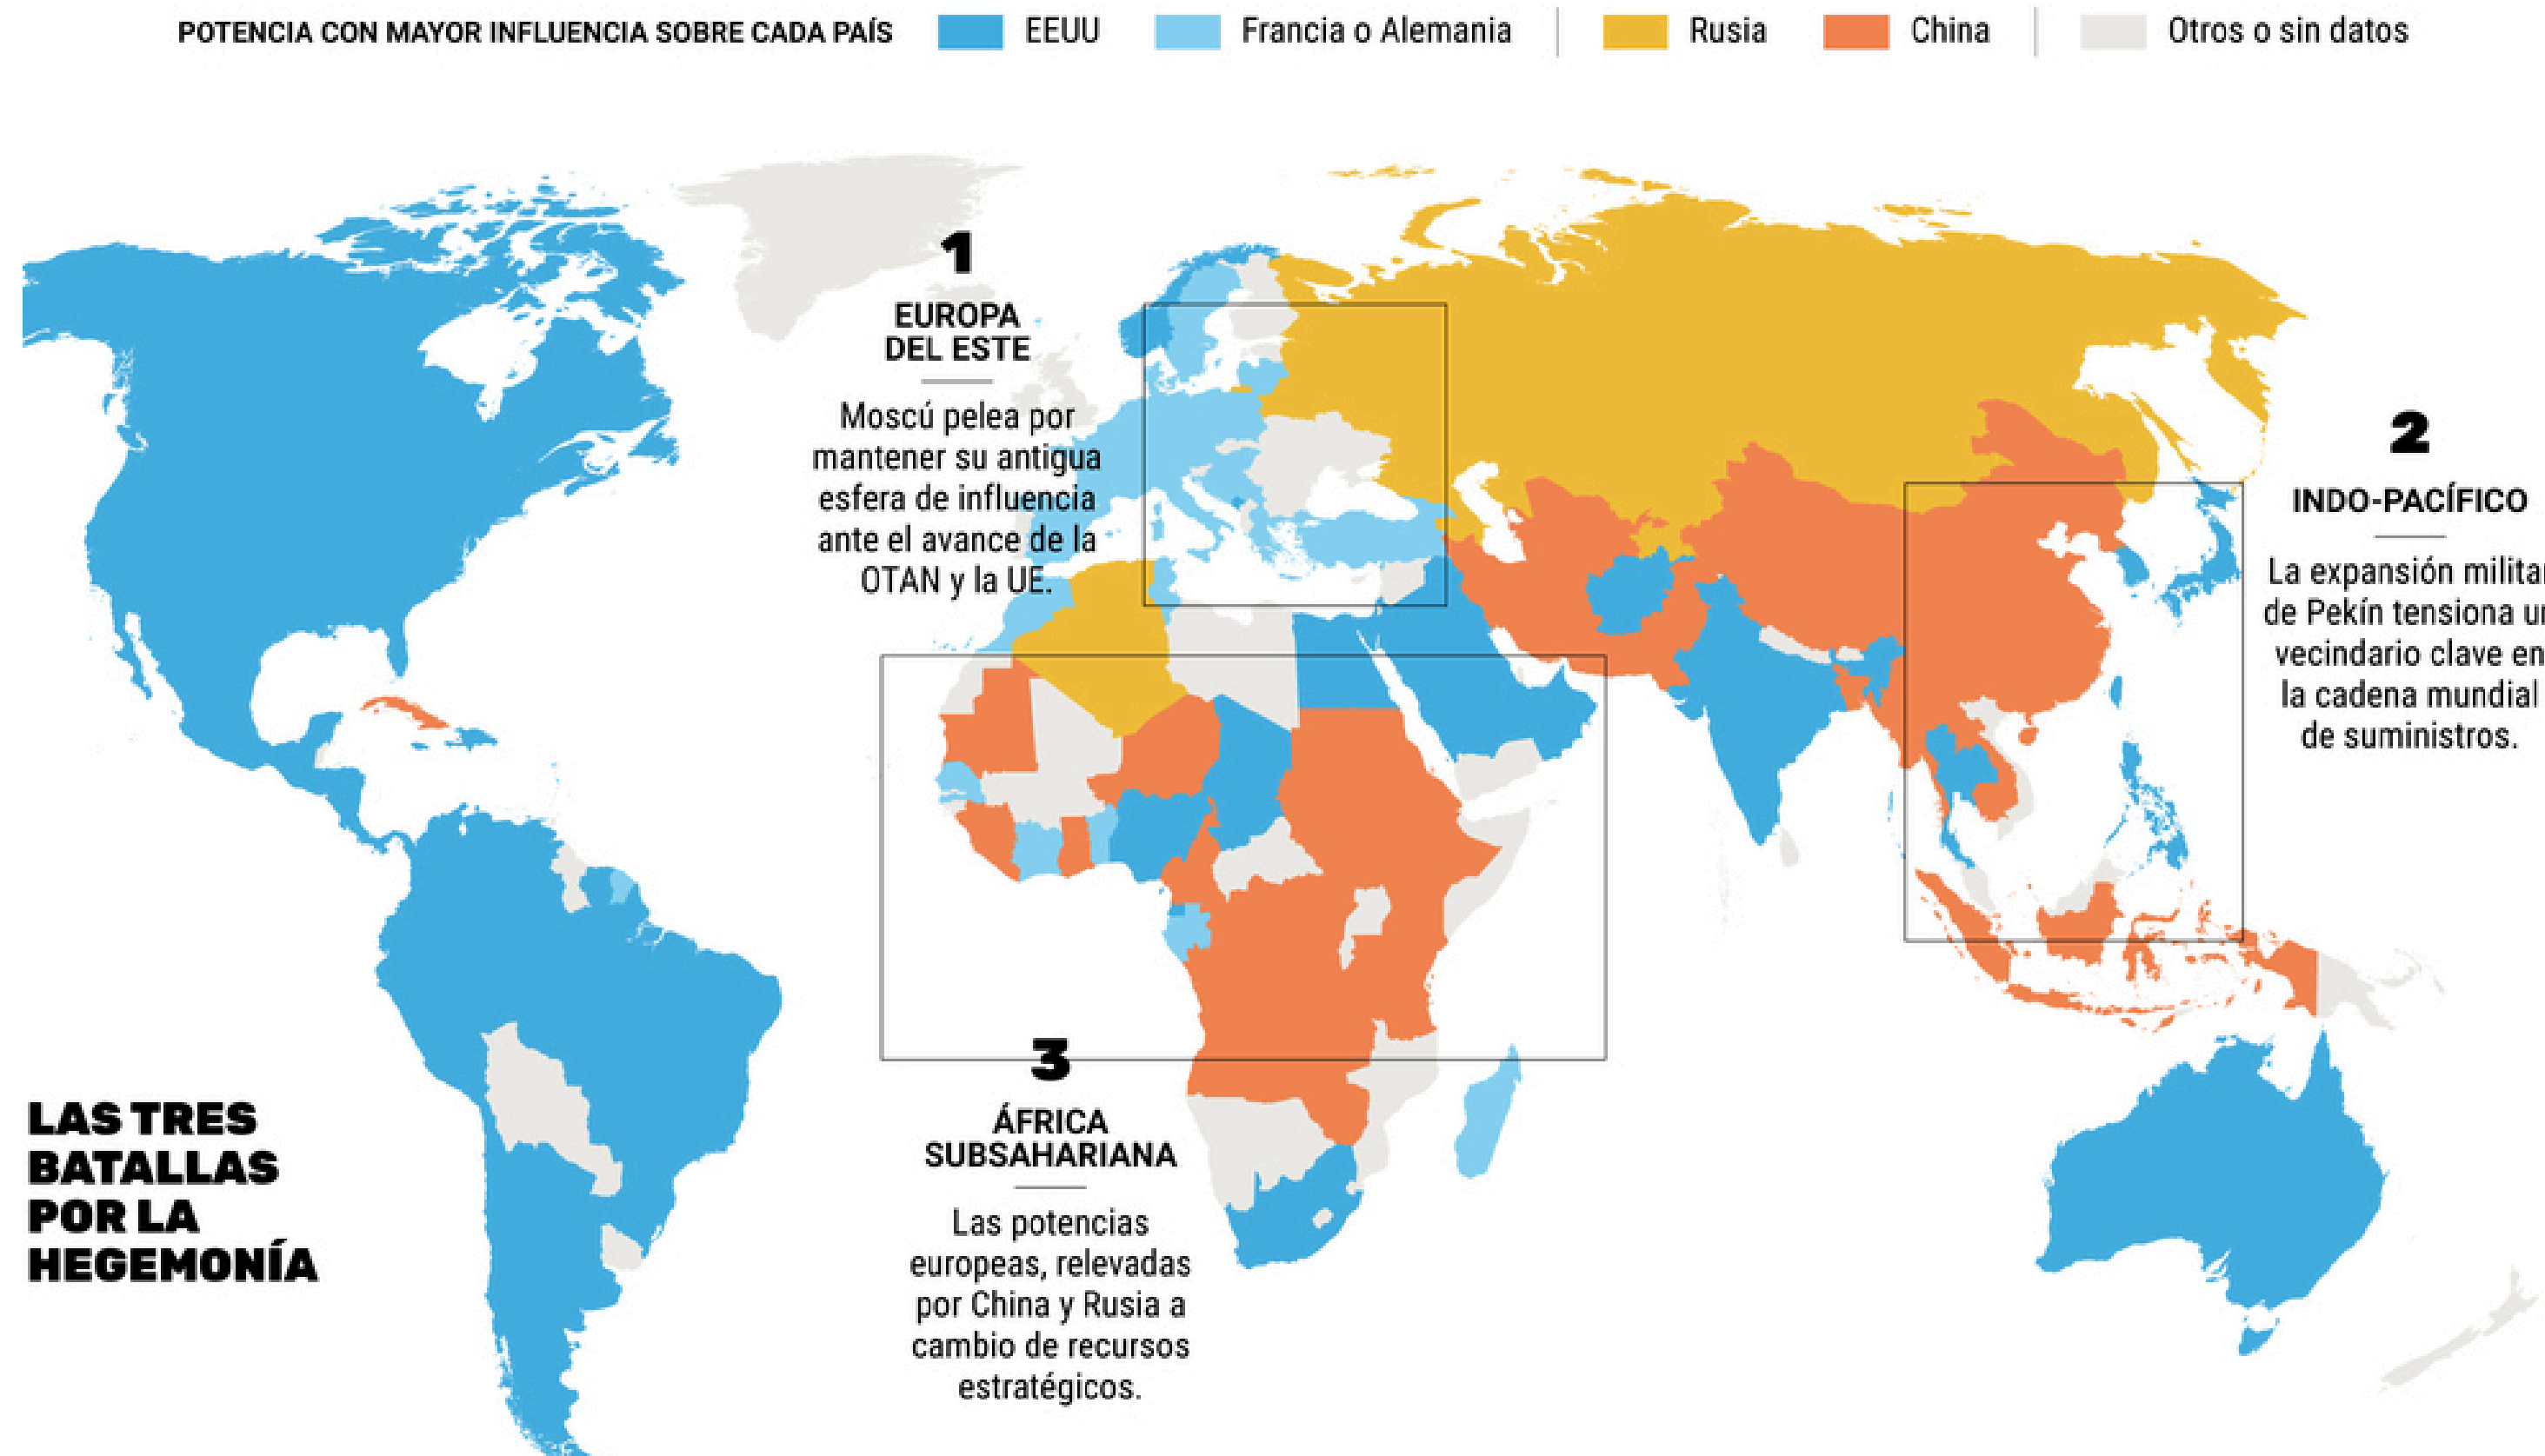 POTENCIA CON MAYOR INFLUENCIA SOBRE CADA PAÍS
EEUU
Francia o Alemania
Rusia
China
Otros o sin datos
1
EUROPA
DEL ESTE
Moscú pelea por
mantener su antigua
esfera de influencia
ante el avance de la
OTAN y la UE.
2
INDO-PACÍFICO
La expansión milita
de Pekín tensiona u
vecindario clave en
la cadena mundial
de suministros.
3
ÁFRICA
SUBSAHARIANA
Las potencias
europeas, relevadas
por China y Rusia a
cambio de recursos
estratégicos.
LAS TRES
BATALLAS
POR LA
HEGEMONÍA